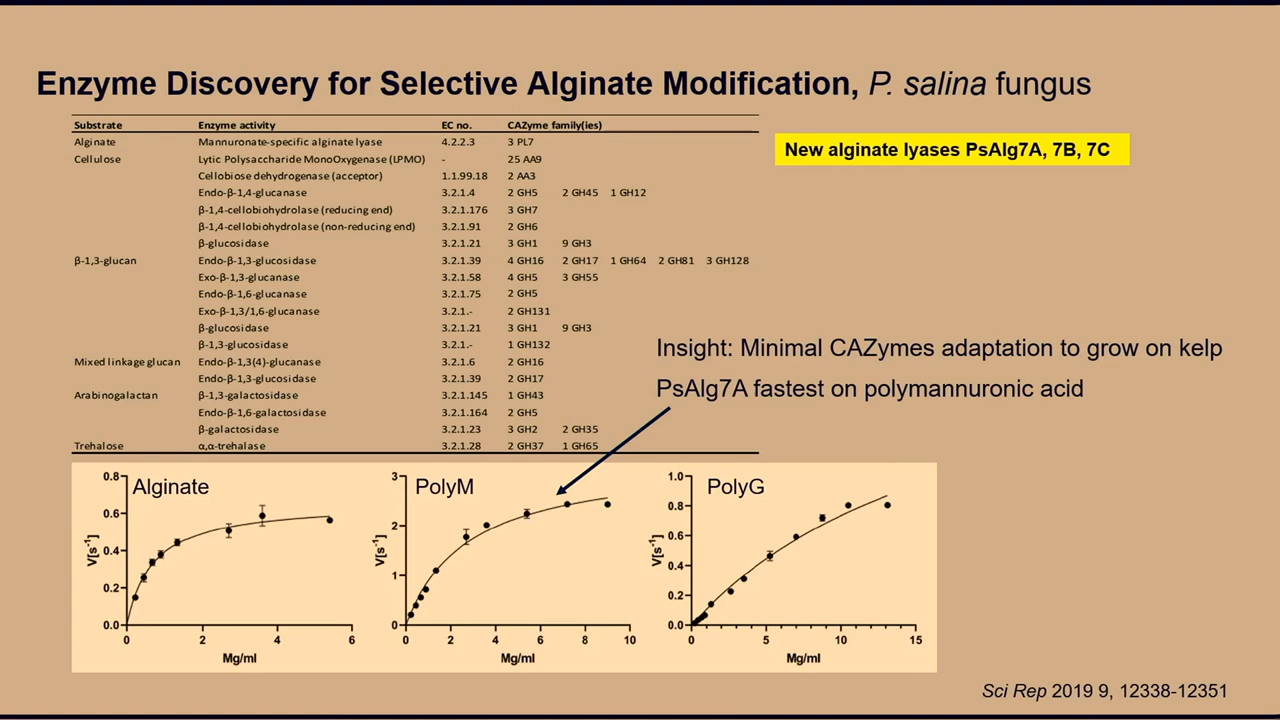 Enzyme Discovery for Selective Alginate Modification, P. salina fungus
Substrate Enzyme activity EC no. CAZyme family(ies)
Alginate Mannuronate-specific alginate lyase 4.2.2.3 3 PL7
Cellulose Lytic Polysaccharide MonoOxygenase (LPMO) - 25 AA9
Cellobiose dehydrogenase (acceptor) 1.1.99.18 2 AA3
Endo-β-1,4-glucanase 3.2.1.4 2 GH5 2 GH45 1 GH12
β-1,4-cellobiohydrolase (reducing end) 3.2.1.176 3 GH7
β-1,4-cellobiohydrolase (non-reducing end) 3.2.1.91 2 GH6
β-glucosidase 3.2.1.21 3 GH1 9 GH3
β-1,3-glucan Endo-β-1,3-glucosidase 3.2.1.39 4 GH16 2 GH17 1 GH64 2 GH81 3 GH128
Exo-β-1,3-glucanase 3.2.1.58 4 GH5 3 GH55
Endo-β-1,6-glucanase 3.2.1.75 2 GH5
Exo-β-1,3/1,6-glucanase 3.2.1.- 2 GH131
β-glucosidase 3.2.1.21 3 GH1 9 GH3
β-1,3-glucosidase 3.2.1.- 1 GH132
Mixed linkage glucan Endo-β-1,3(4)-glucanase 3.2.1.6 2 GH16
Endo-β-1,3-glucosidase 3.2.1.39 2 GH17
Arabinogalactan β-1,3-galactosidase 3.2.1.145 1 GH43
Endo-β-1,6-galactosidase 3.2.1.164 2 GH5
β-galactosidase 3.2.1.23 3 GH2 2 GH35
Trehalose α,α-trehalase 3.2.1.28 2 GH37 1 GH65
New alginate lyases PsAlg7A, 7B, 7C
Insight: Minimal CAZymes adaptation to grow on kelp
PsAlg7A fastest on polymannuronic acid
Alginate
V[s⁻¹]
0.8
0.6
0.4
0.2
0.0
0 2 4 6
Mg/ml
PolyM
V[s⁻¹]
3
2
1
0
0 2 4 6 8 10
Mg/ml
PolyG
V[s⁻¹]
1.0
0.8
0.6
0.4
0.2
0.0
0 5 10 15
Mg/ml
Sci Rep 2019 9, 12338-12351